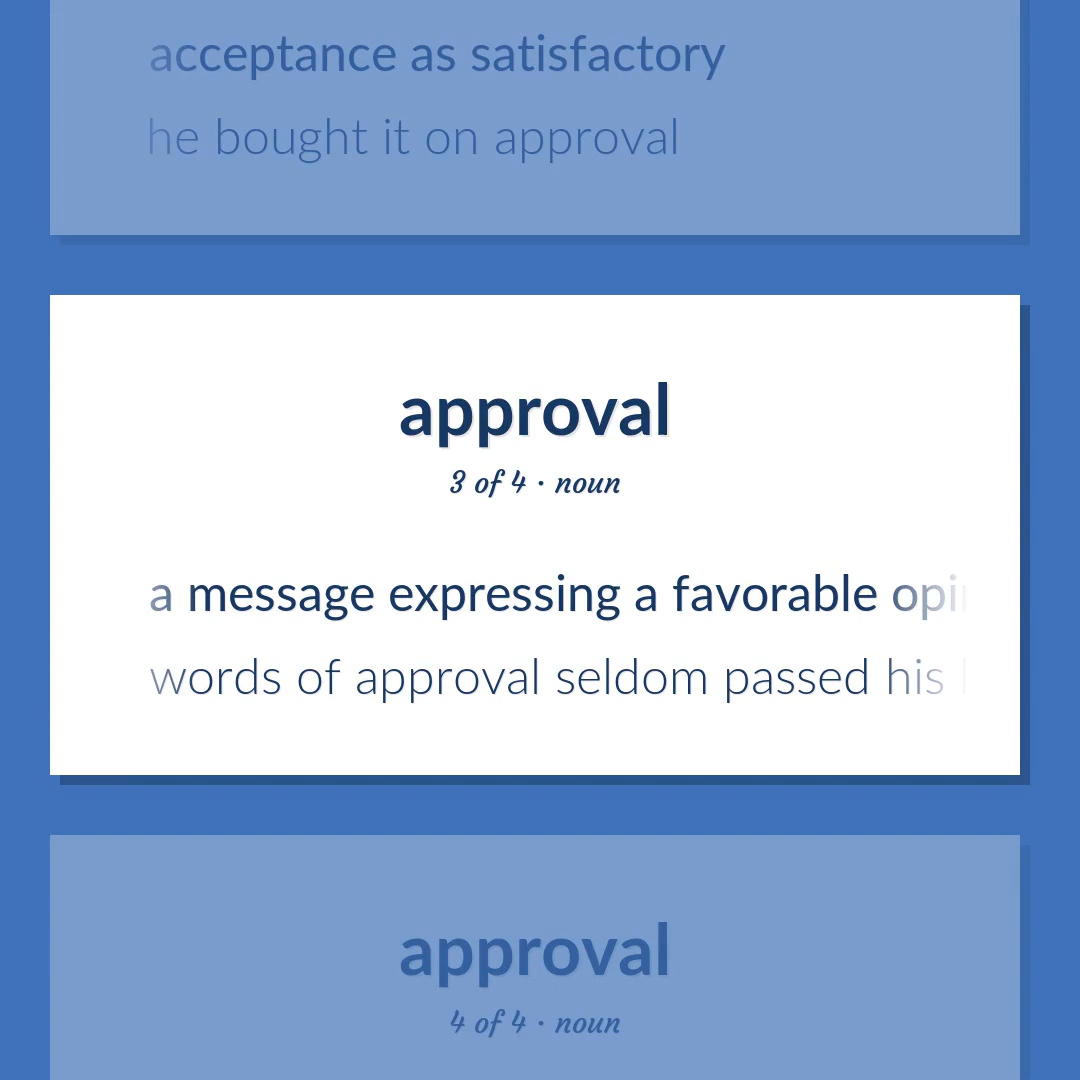 acceptance as satisfactory
he bought it on approval
approval
3 of 4 · noun
a message expressing a favorable
words of approval seldom passed his
approval
4 of 4 · noun